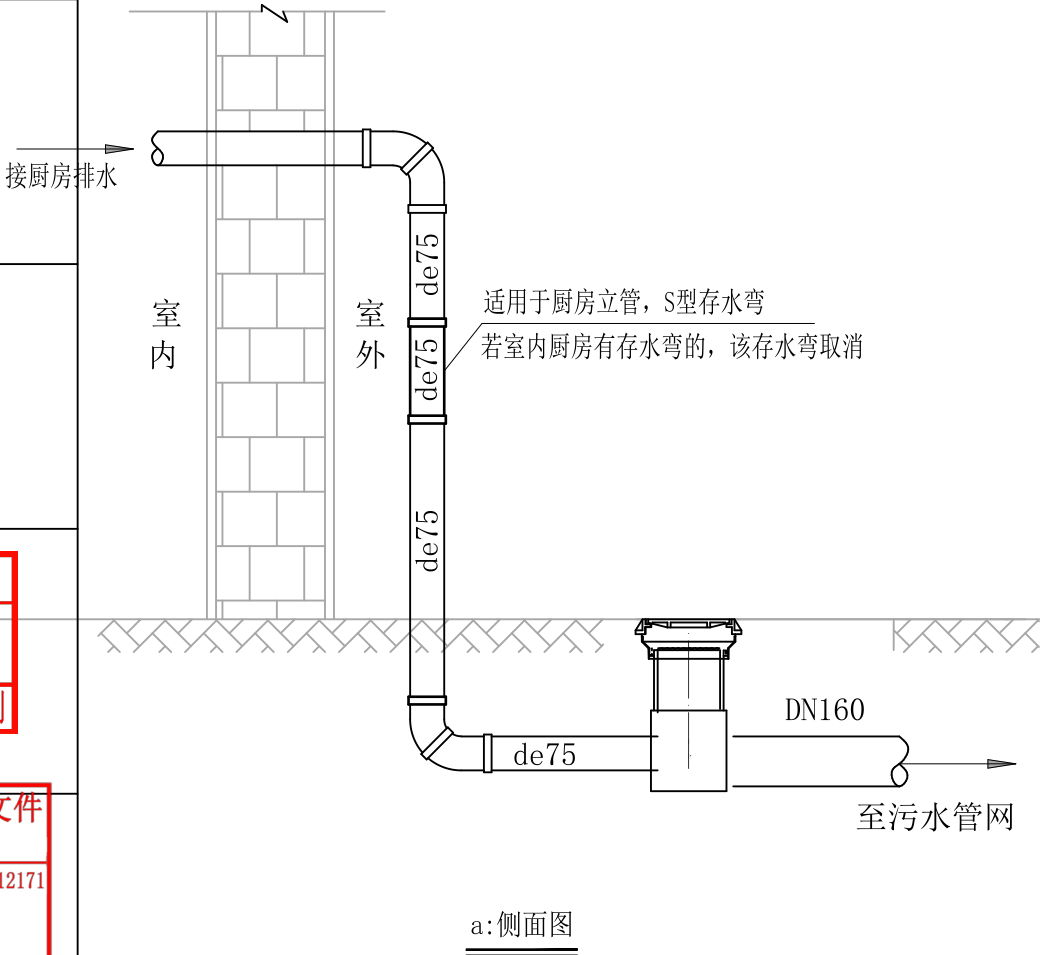 接厨房排水
室内
室外
de75
适用于厨房立管，S型存水弯
若室内厨房有存水弯的，该存水弯取消
de75
de75
DN160
de75
至污水管网
文件
12171
a:侧面图